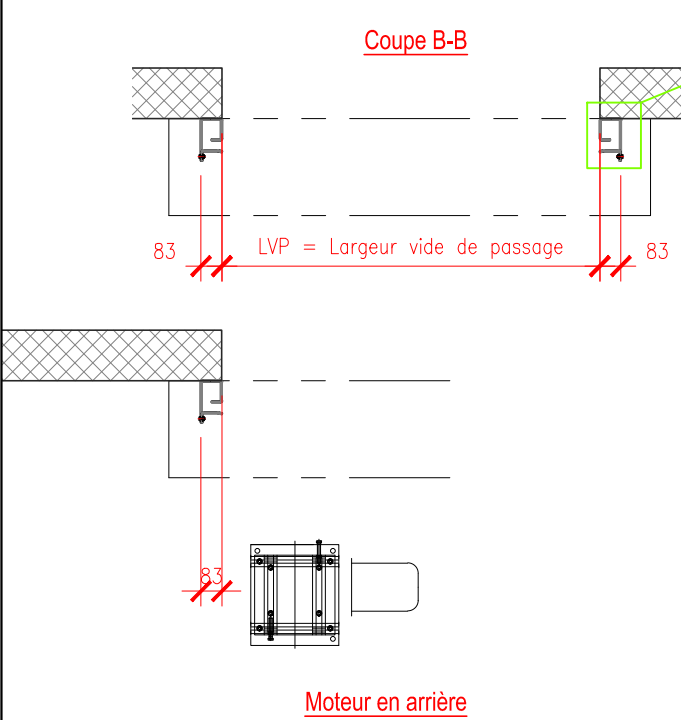 Coupe B-B
83
LVP = Largeur vide de passage
83
83
Moteur en arrière